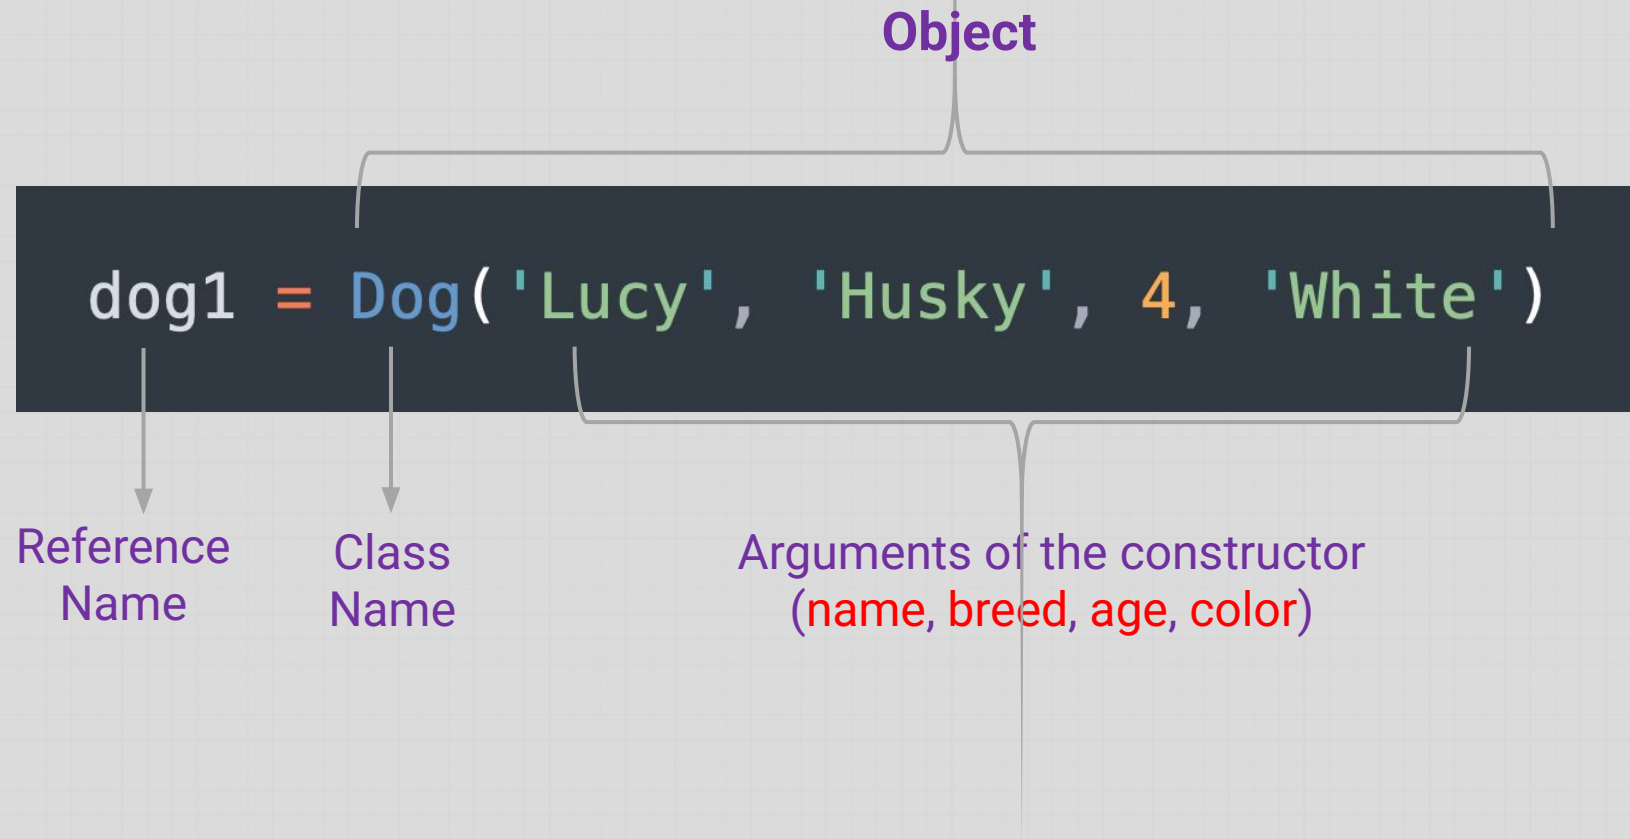 Object
dog1 = Dog('Lucy', 'Husky', 4, 'White')
Reference
Name
Class
Name
Arguments of the constructor
(name, breed, age, color)